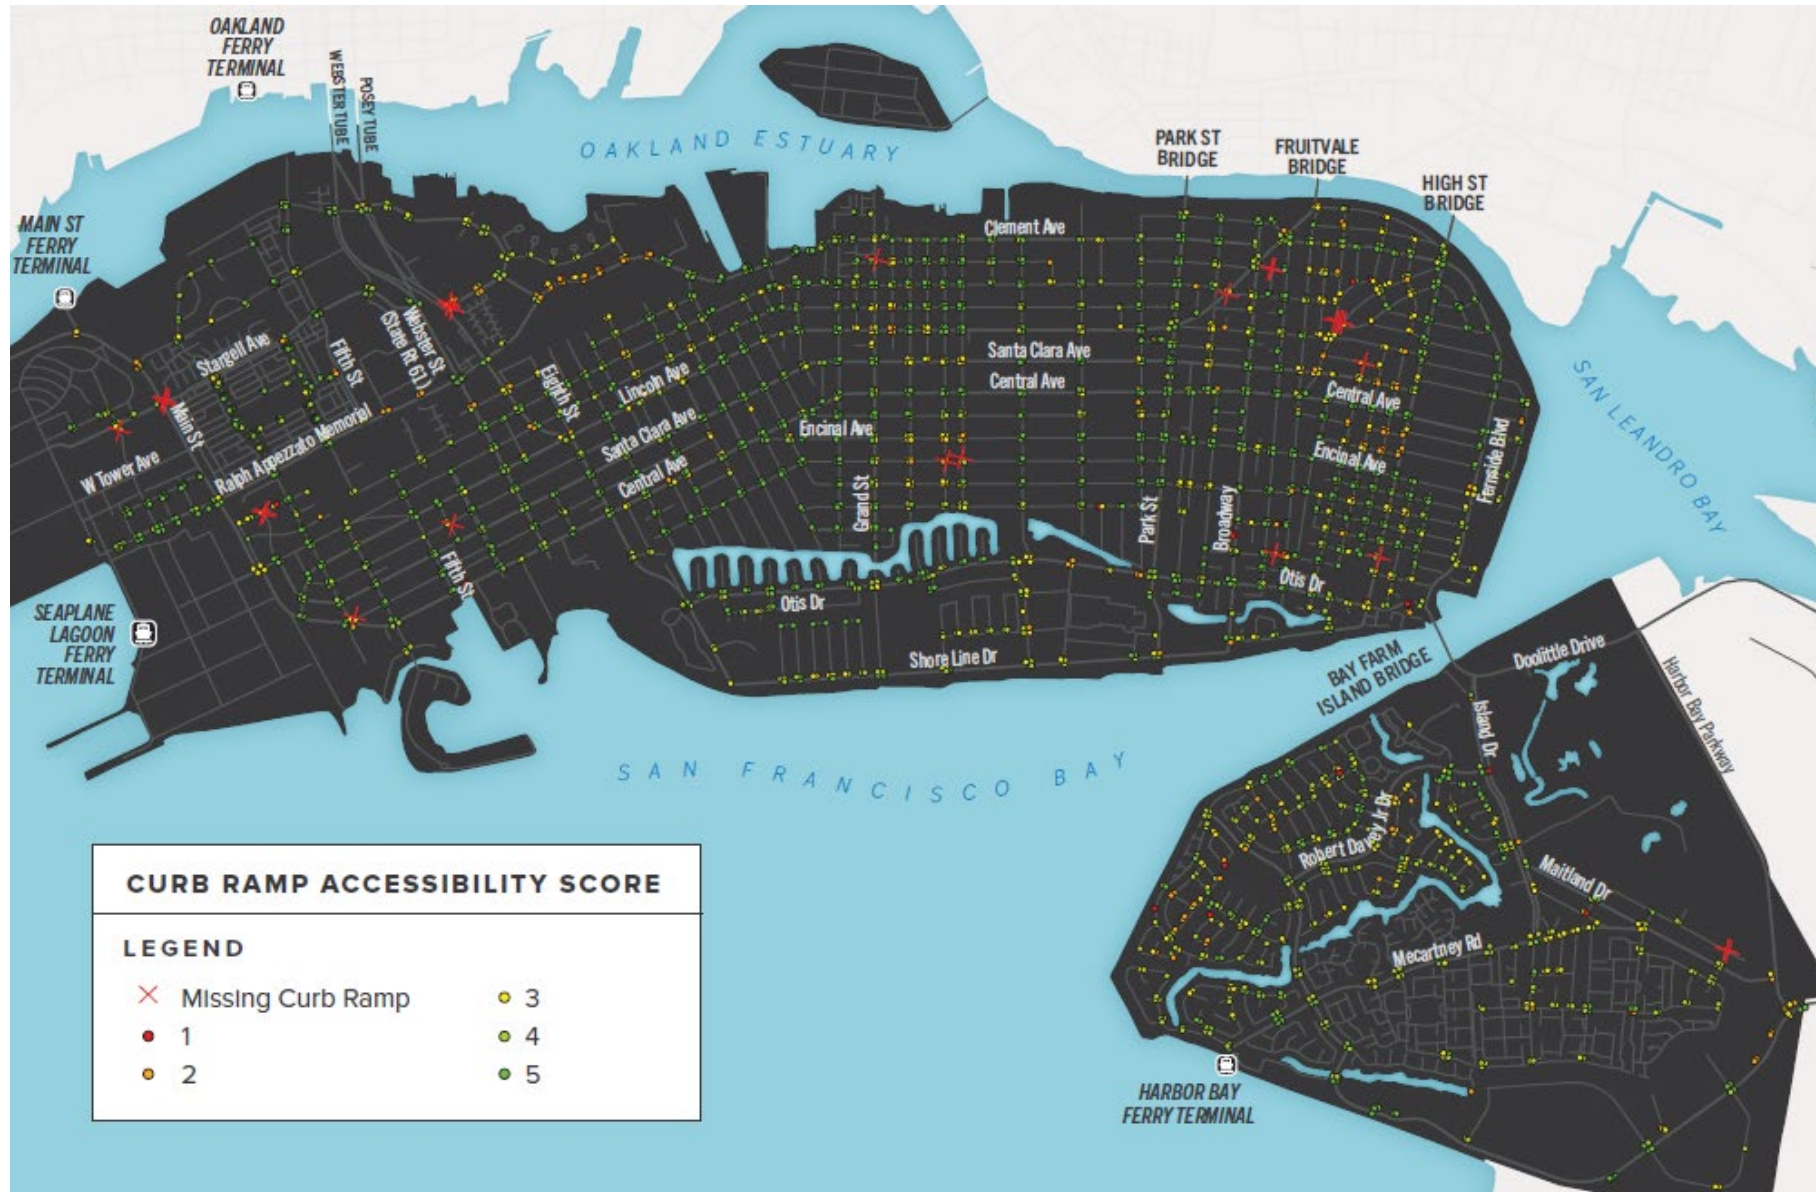 OAKLAND
FERRY
TERMINAL
WEBSTER TUBE
POSEY TUBE
OAKLAND ESTUARY
PARK ST
BRIDGE
FRUITVALE
BRIDGE
HIGH ST
BRIDGE
MAIN ST
FERRY
TERMINAL
Clement Ave
Stargell Ave
Fifth St
Webster St
(State Rt 61)
Eighth St
Lincoln Ave
Santa Clara Ave
Central Ave
Santa Clara Ave
Central Ave
Central Ave
Main St
Ralph Appezzato Memorial
W Tower Ave
Encinal Ave
Encinal Ave
Grand St
Park St
Broadway
Fernside Blvd
SAN LEANDRO BAY
Fifth St
Otis Dr
Otis Dr
Shore Line Dr
SEAPLANE
LAGOON
FERRY
TERMINAL
BAY FARM
ISLAND BRIDGE
Doolittle Drive
Harbor Bay Parkway
Island Dr
SAN FRANCISCO BAY
Robert Davey Jr Dr
Maitland Dr
Mecartney Rd
HARBOR BAY
FERRY TERMINAL
CURB RAMP ACCESSIBILITY SCORE
LEGEND
Missing Curb Ramp
1
2
3
4
5